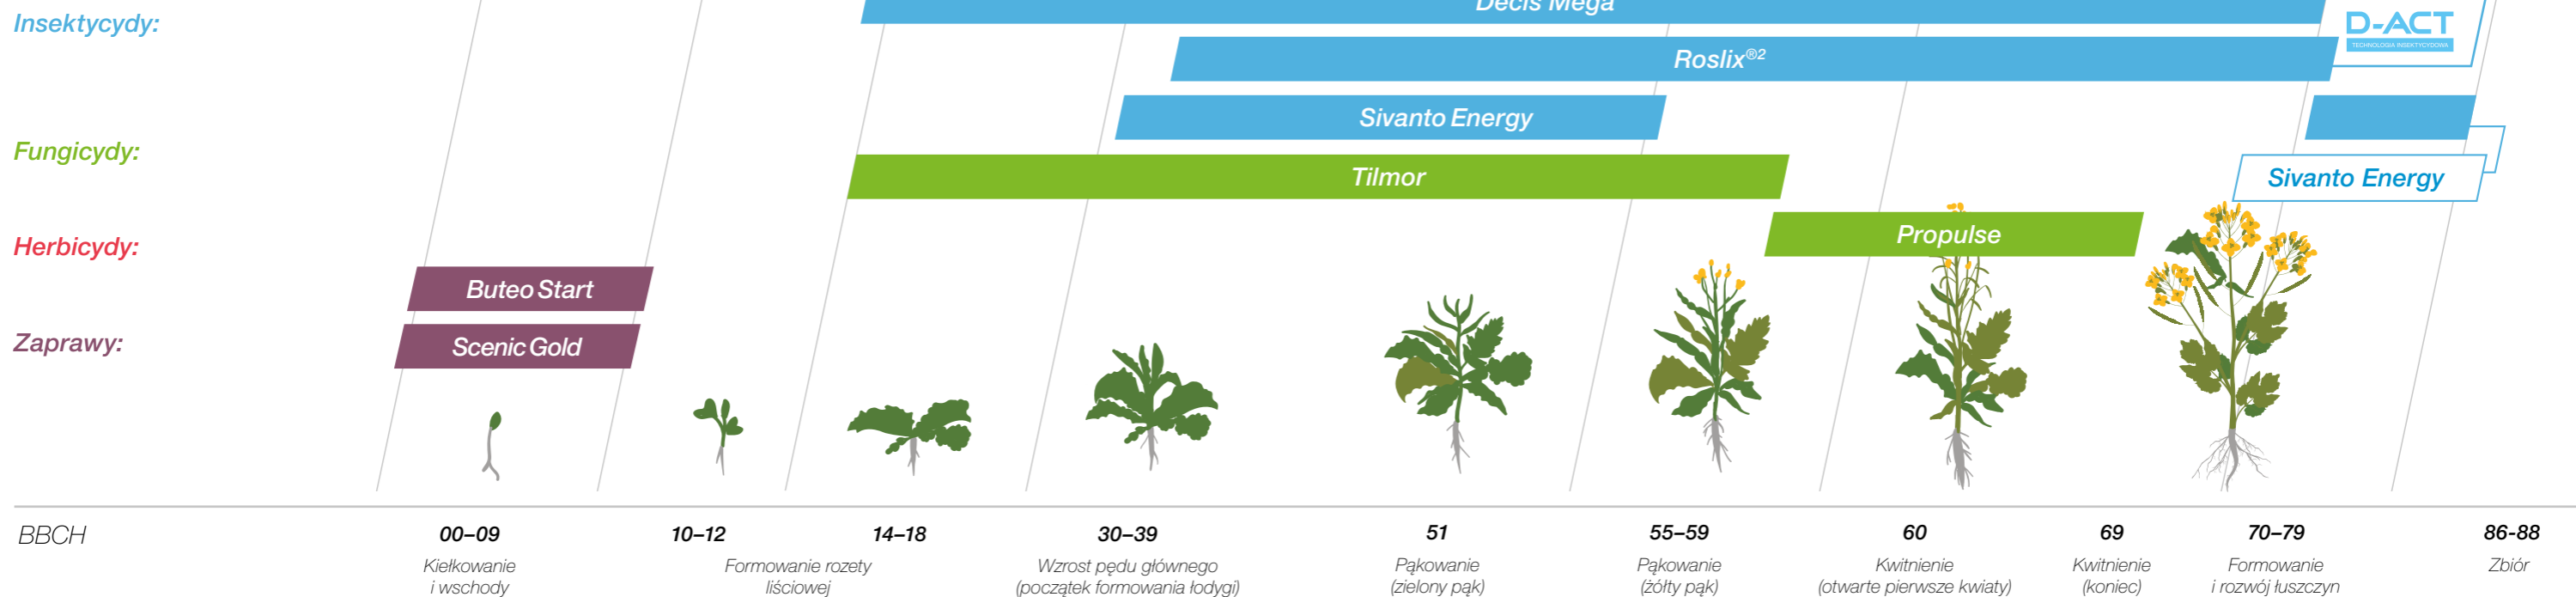 Insektycydy:
Decis Mega
D-ACT
TECHNOLOGIA INSEKTYCYDOWA
Roslix®2
Sivanto Energy
Fungicydy:
Tilmor
Sivanto Energy
Herbicydy:
Propulse
Buteo Start
Zaprawy:
Scenic Gold
BBCH
00–09
10–12
14–18
30–39
51
55–59
60
69
70–79
86-88
Kiełkowanie
i wschody
Formowanie rozety
liściowej
Wzrost pędu głównego
(początek formowania łodygi)
Pąkowanie
(zielony pąk)
Pąkowanie
(żółty pąk)
Kwitnienie
(otwarte pierwsze kwiaty)
Kwitnienie
(koniec)
Formowanie
i rozwój łuszczyn
Zbiór